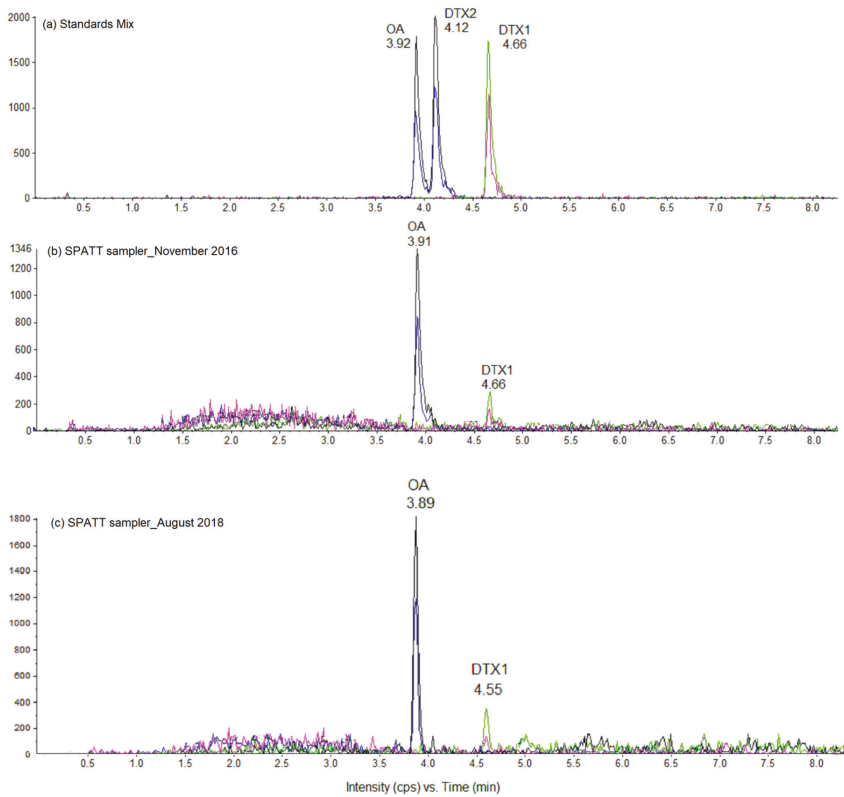 (a) Standards Mix
OA
3.92
DTX2
4.12
DTX1
4.66
2000
1500
1000
500
0
0.5 1.0 1.5 2.0 2.5 3.0 3.5 4.0 4.5 5.0 5.5 6.0 6.5 7.0 7.5 8.0
(b) SPATT sampler_November 2016
OA
3.91
DTX1
4.66
1346
1200
1000
800
600
400
200
0
0.5 1.0 1.5 2.0 2.5 3.0 3.5 4.0 4.5 5.0 5.5 6.0 6.5 7.0 7.5 8.0
(c) SPATT sampler_August 2018
OA
3.89
DTX1
4.55
1800
1600
1400
1200
1000
800
600
400
200
0
0.5 1.0 1.5 2.0 2.5 3.0 3.5 4.0 4.5 5.0 5.5 6.0 6.5 7.0 7.5 8.0
Intensity (cps) vs. Time (min)